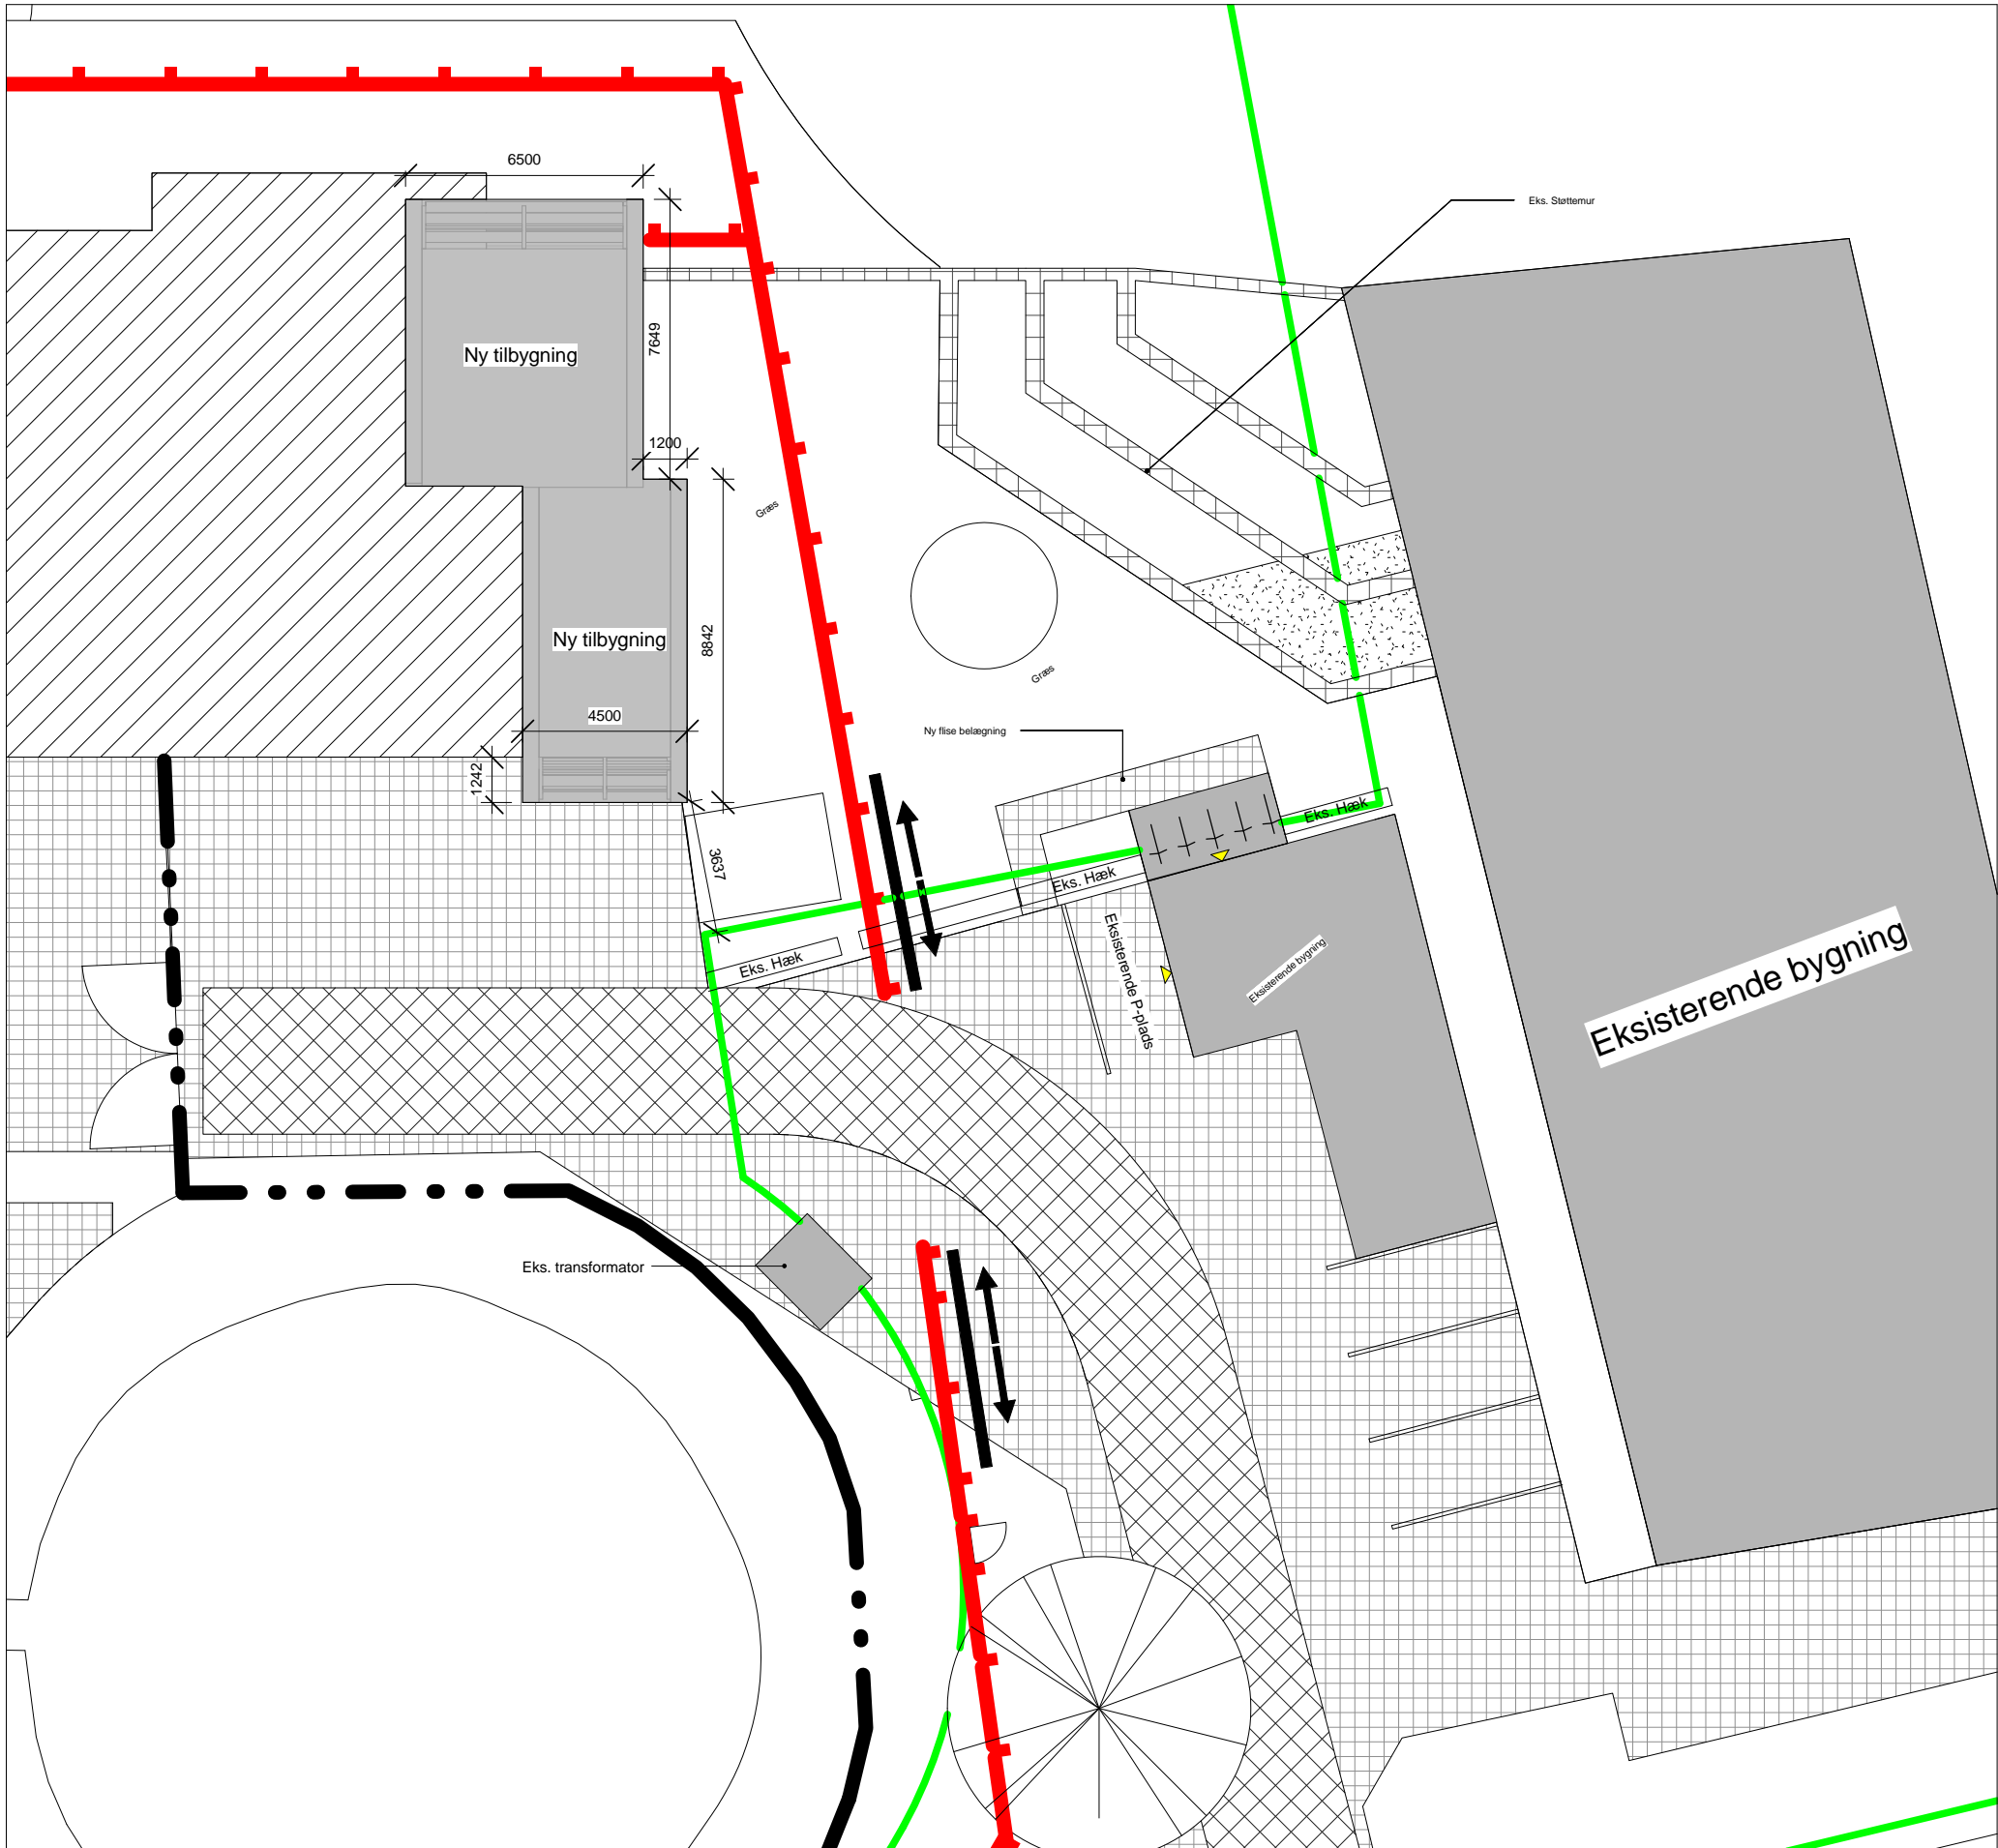 6500
Eks. Støttemur
7649
Ny tilbygning
1200
Græs
8842
Ny tilbygning
Græs
4500
Ny flise belægning
1242
Eks. Hæk
3637
Eks. Hæk
Eks. Hæk
Eksisterende P-plads
Eksisterende bygning
Eksisterende bygning
Eks. transformator